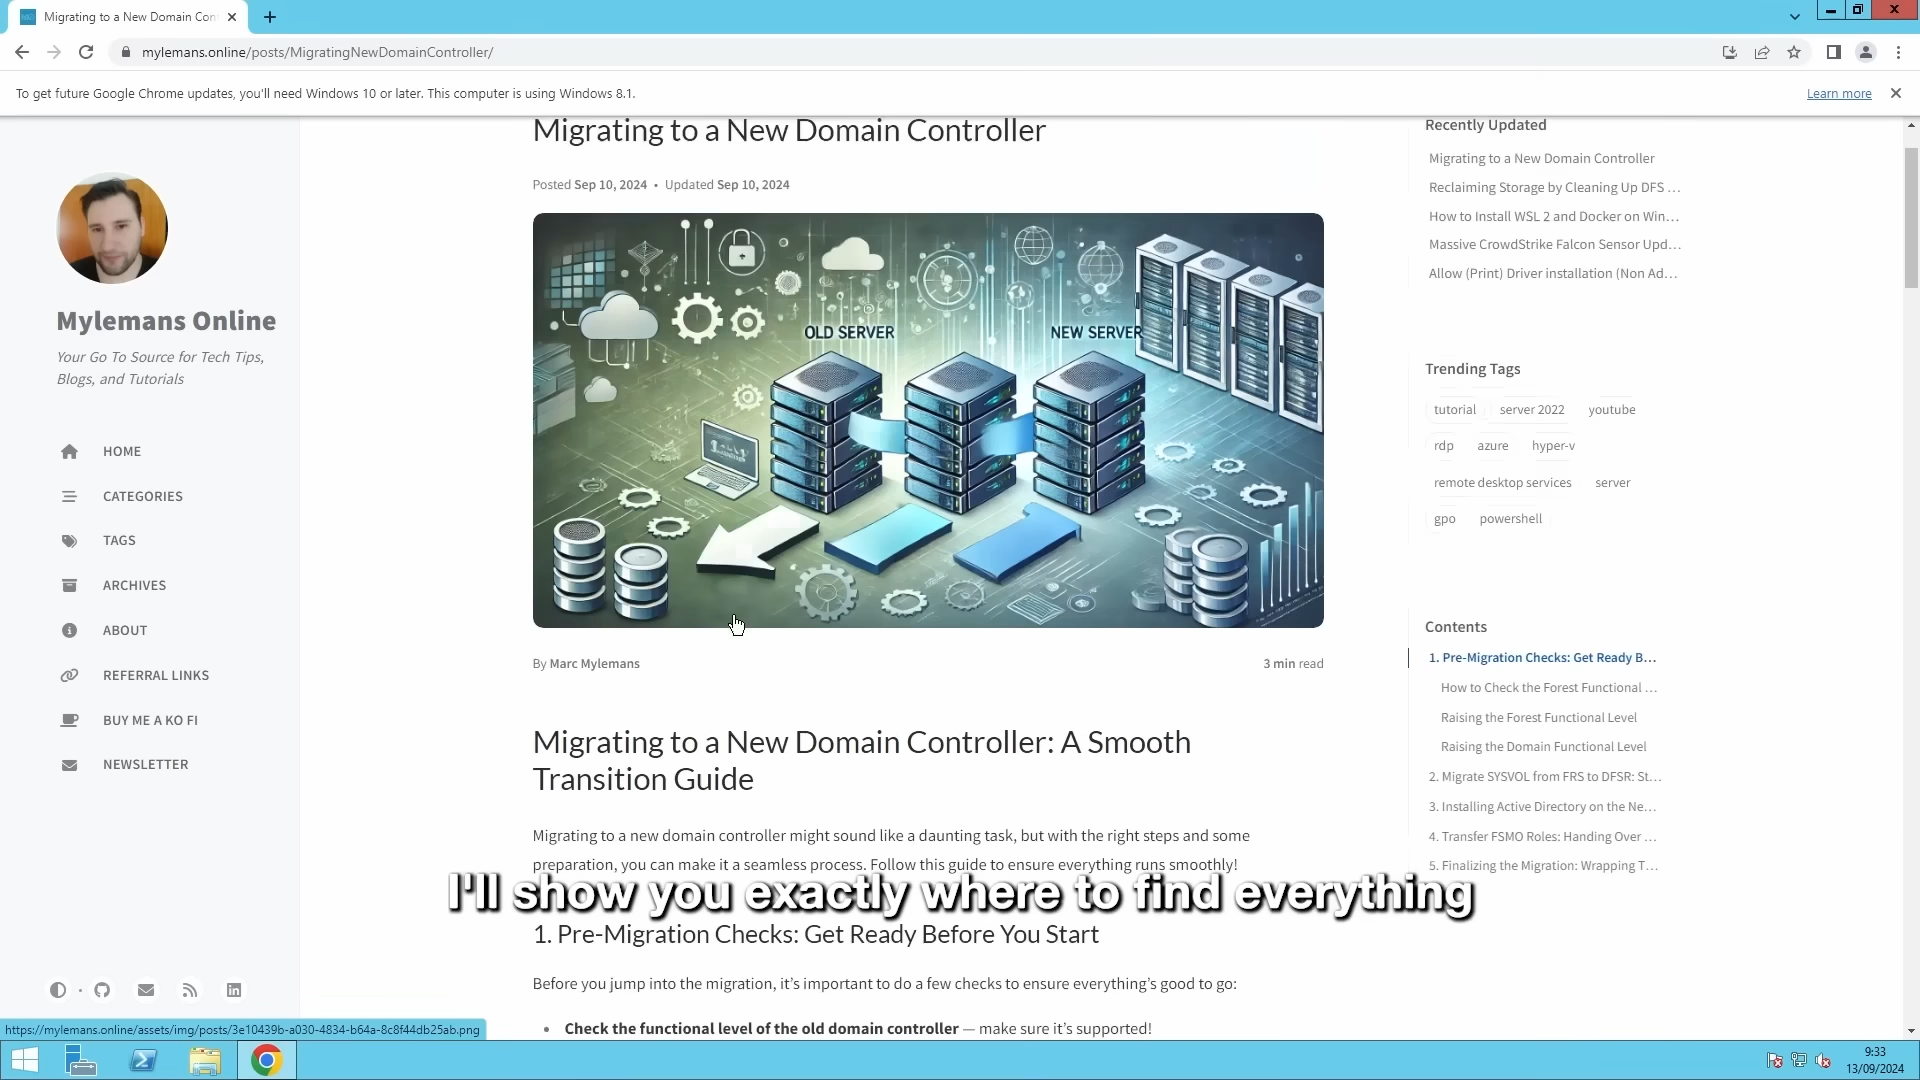 Migrating to a New Domain Con
mylemans.online/posts/MigratingNewDomainController/
To get future Google Chrome updates, you'll need Windows 10 or later. This computer is using Windows 8.1.
Learn more
Mylemans Online
Your Go To Source for Tech Tips,
Blogs, and Tutorials
HOME
CATEGORIES
TAGS
ARCHIVES
ABOUT
REFERRAL LINKS
BUY ME A KO FI
NEWSLETTER
https://mylemans.online/assets/img/posts/3e10439b-a030-4834-b64a-8c8f44db25ab.png
Migrating to a New Domain Controller
Posted Sep 10, 2024 • Updated Sep 10, 2024
OLD SERVER
NEW SERVER
By Marc Mylemans
3 min read
Migrating to a New Domain Controller: A Smooth
Transition Guide
Migrating to a new domain controller might sound like a daunting task, but with the right steps and some
preparation, you can make it a seamless process. Follow this guide to ensure everything runs smoothly!
I'll show you exactly where to find everything
1. Pre-Migration Checks: Get Ready Before You Start
Before you jump into the migration, it's important to do a few checks to ensure everything's good to go:
• Check the functional level of the old domain controller — make sure it's supported!
Recently Updated
Migrating to a New Domain Controller
Reclaiming Storage by Cleaning Up DFS ...
How to Install WSL 2 and Docker on Win...
Massive CrowdStrike Falcon Sensor Upd...
Allow (Print) Driver installation (Non Ad...
Trending Tags
tutorial server 2022 youtube
rdp azure hyper-v
remote desktop services server
gpo powershell
Contents
1. Pre-Migration Checks: Get Ready B...
How to Check the Forest Functional ...
Raising the Forest Functional Level
Raising the Domain Functional Level
2. Migrate SYSVOL from FRS to DFSR: St...
3. Installing Active Directory on the Ne...
4. Transfer FSMO Roles: Handing Over ...
5. Finalizing the Migration: Wrapping T...
9:33
13/09/2024